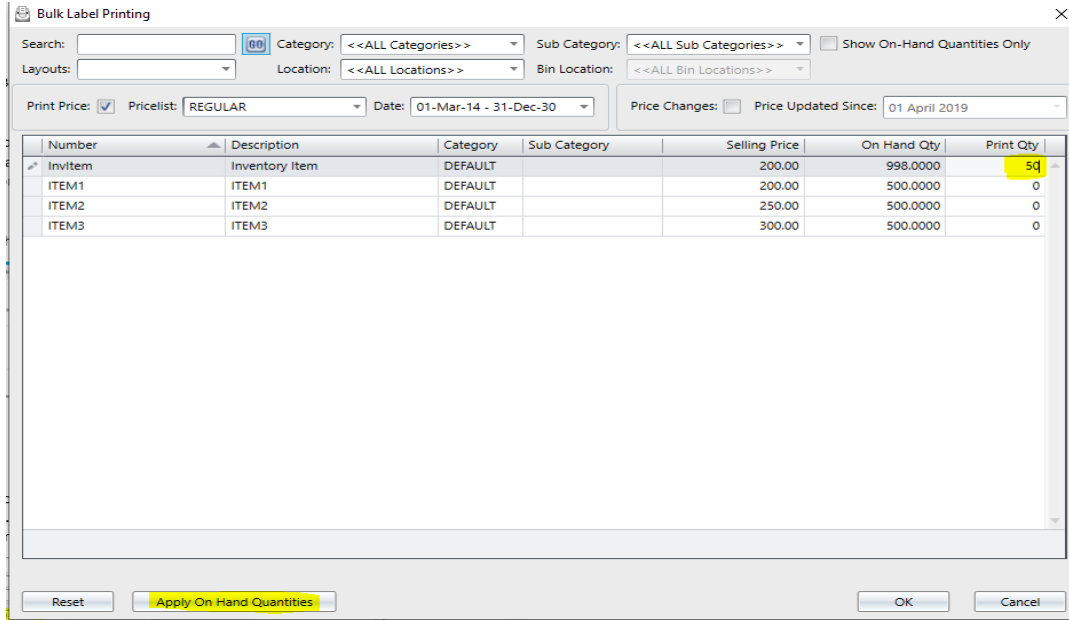 Bulk Label Printing
Search: GO Category: <<ALL Categories>> Sub Category: <<ALL Sub Categories>> Show On-Hand Quantities Only
Layouts: Location: <<ALL Locations>> Bin Location: <<ALL Bin Locations>>
Print Price: Pricelist: REGULAR Date: 01-Mar-14 - 31-Dec-30 Price Changes: Price Updated Since: 01 April 2019
Number Description Category Sub Category Selling Price On Hand Qty Print Qty
InvItem Inventory Item DEFAULT 200.00 998.0000 50
ITEM1 ITEM1 DEFAULT 200.00 500.0000 0
ITEM2 ITEM2 DEFAULT 250.00 500.0000 0
ITEM3 ITEM3 DEFAULT 300.00 500.0000 0
Reset Apply On Hand Quantities OK Cancel